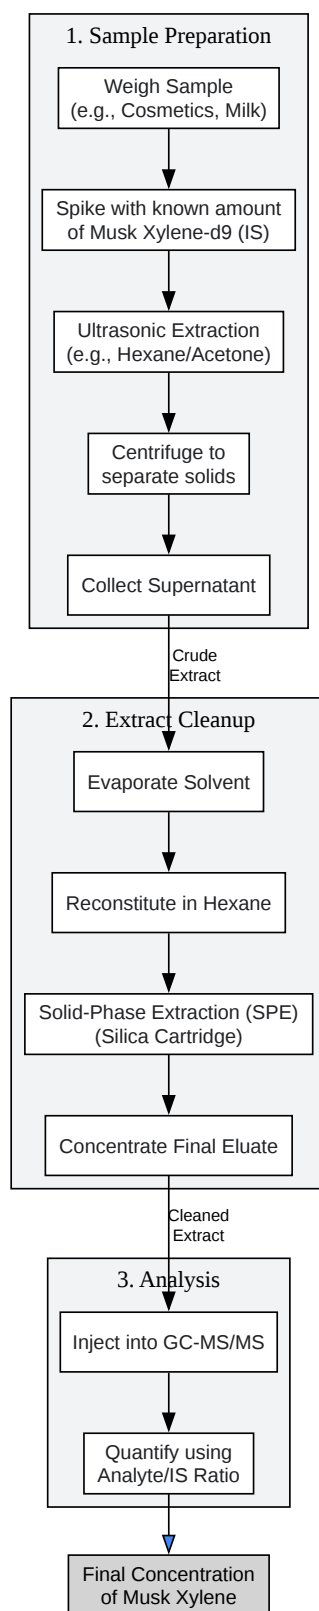 1. Sample Preparation
Weigh Sample
(e.g., Cosmetics, Milk)
Spike with known amount
of Musk Xylene-d9 (IS)
Ultrasonic Extraction
(e.g., Hexane/Acetone)
Centrifuge to
separate solids
Collect Supernatant
Crude
Extract
2. Extract Cleanup
Evaporate Solvent
Reconstitute in Hexane
Solid-Phase Extraction (SPE)
(Silica Cartridge)
Concentrate Final Eluate
Cleaned
Extract
3. Analysis
Inject into GC-MS/MS
Quantify using
Analyte/IS Ratio
Final Concentration
of Musk Xylene